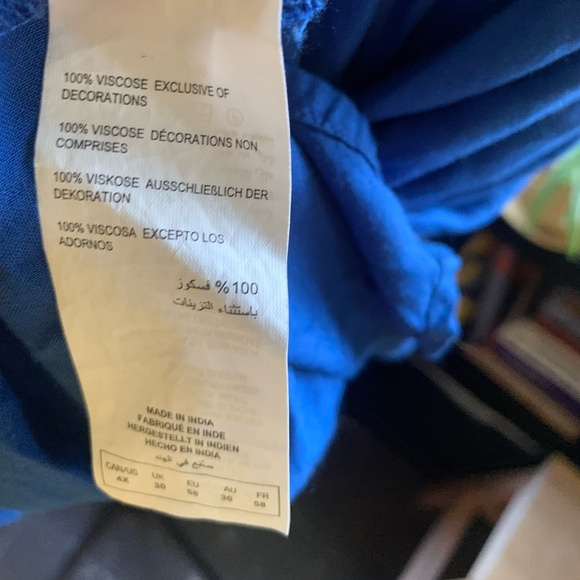 100% VISCOSE EXCLUSIVE OF
DECORATIONS
100% VISCOSE DÉCORATIONS NON
COMPRISES
100% VISKOSE AUSSCHLIEßLICH DER
DEKORATION
100% VISCOSA EXCEPTO LOS
ADORNOS
100% فسكوز
باستثناء التزينات
MADE IN INDIA
FABRIQUÉ EN INDE
HERGESTELLT IN INDIEN
HECHO EN INDIA
صنع في الهند
CAN/US UK EU AU FR
4X 30 58 30 58